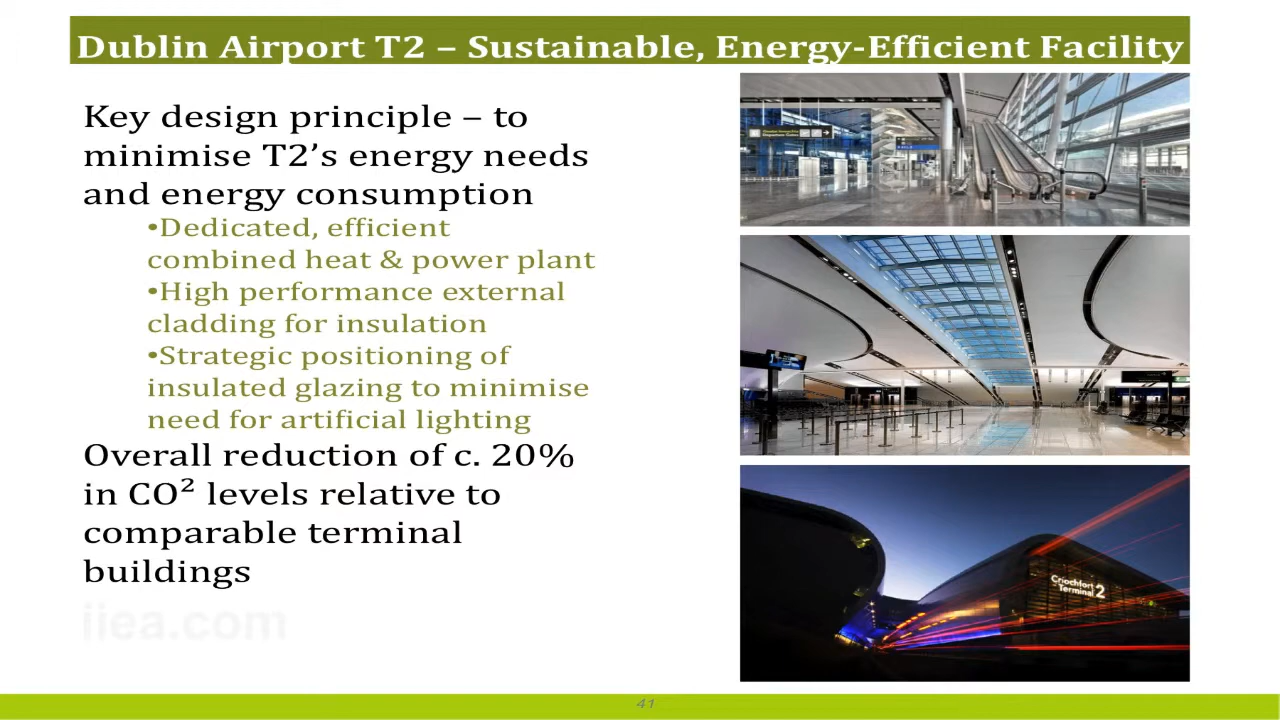 Dublin Airport T2 – Sustainable, Energy-Efficient Facility
Key design principle – to
minimise T2’s energy needs
and energy consumption
•Dedicated, efficient
combined heat & power plant
•High performance external
cladding for insulation
•Strategic positioning of
insulated glazing to minimise
need for artificial lighting
Overall reduction of c. 20%
in CO² levels relative to
comparable terminal
buildings
iiea.com
Criochfort
Terminal 2
41